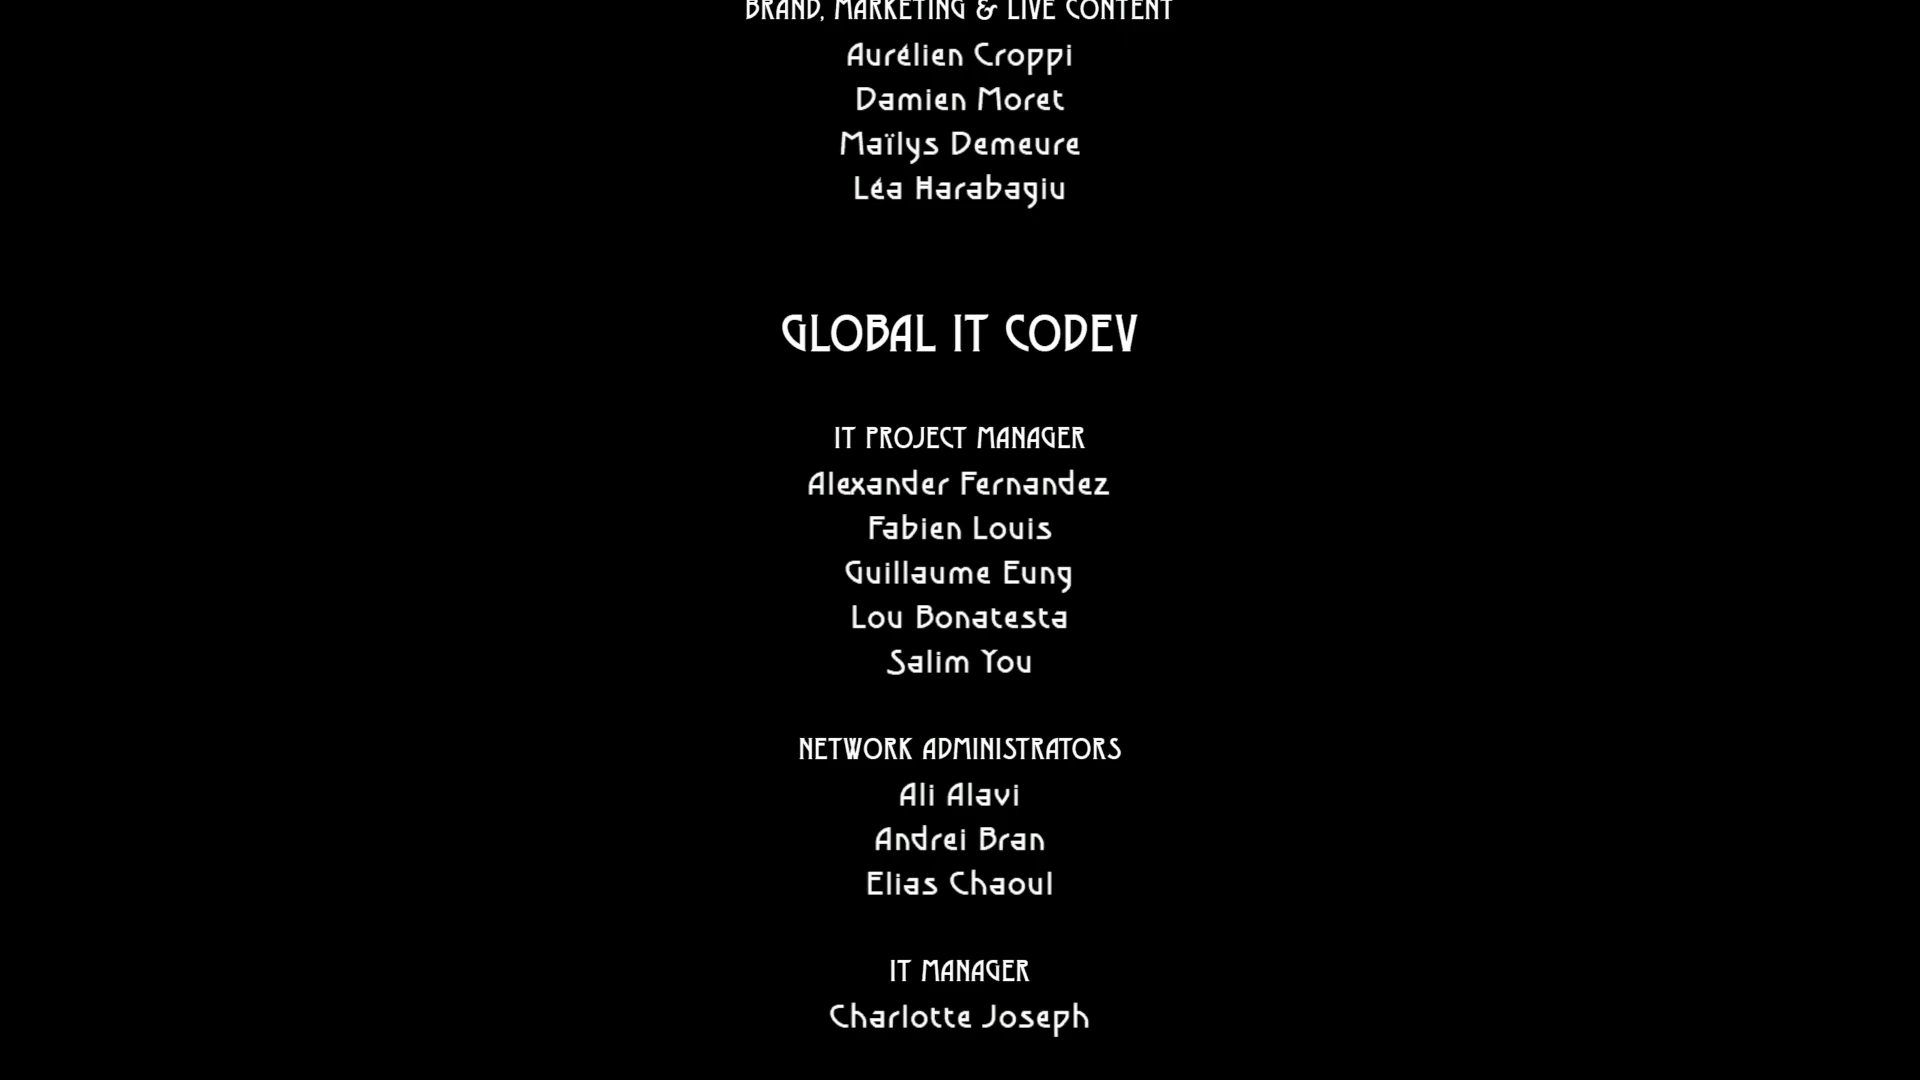 BRAND, MARKETING & LIVE CONTENT
Aurélien Croppi
Damien Moret
Maïlys Demeure
Léa Harabagiu
GLOBAL IT CODEV
IT PROJECT MANAGER
Alexander Fernandez
Fabien Louis
Guillaume Eung
Lou Bonatesta
Salim You
NETWORK ADMINISTRATORS
Ali Alavi
Andrei Bran
Elias Chaoul
IT MANAGER
Charlotte Joseph